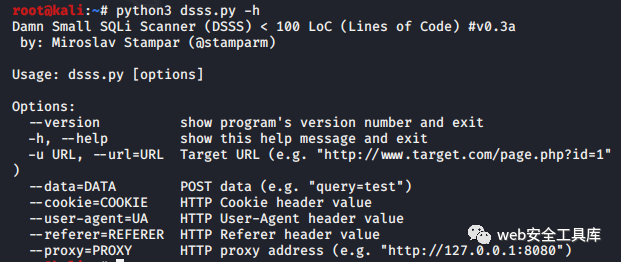 root@kali:~# python3 dsss.py -h
Damn Small SQLi Scanner (DSSS) < 100 LoC (Lines of Code) #v0.3a
 by: Miroslav Stampar (@stamparm)

Usage: dsss.py [options]

Options:
  --version          show program's version number and exit
  -h, --help         show this help message and exit
  -u URL, --url=URL  Target URL (e.g. "http://www.target.com/page.php?id=1"
)
  --data=DATA        POST data (e.g. "query=test")
  --cookie=COOKIE    HTTP Cookie header value
  --user-agent=UA    HTTP User-Agent header value
  --referer=REFERER  HTTP Referer header value
  --proxy=PROXY      HTTP proxy address (e.g. "http://127.0.0.1:8080")
web安全工具库